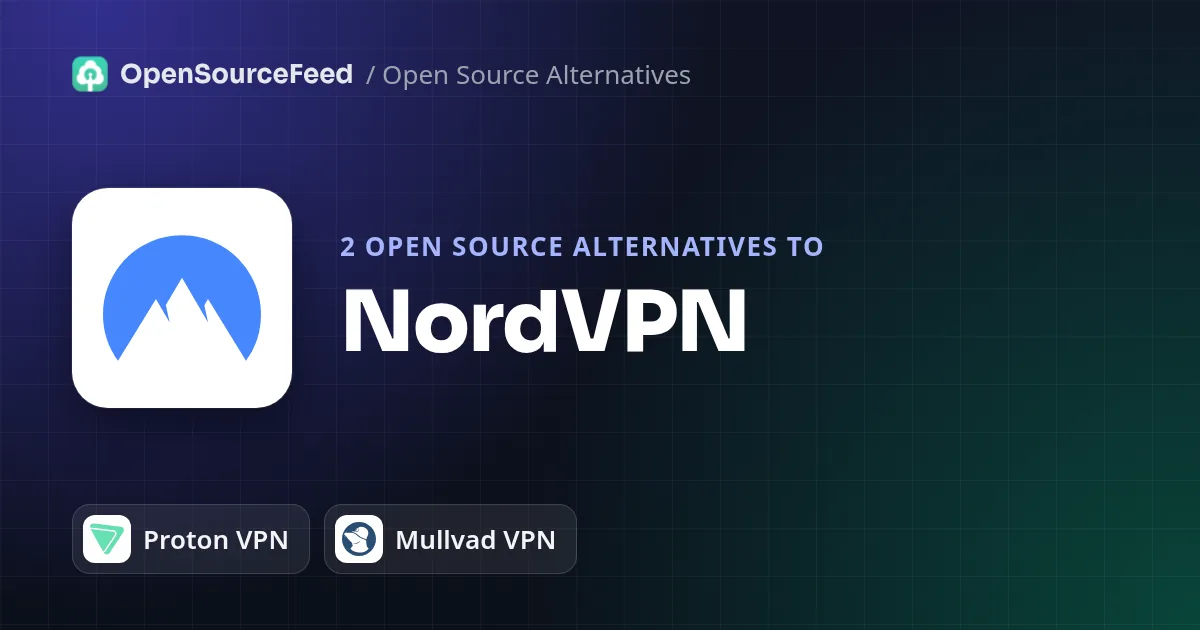 OpenSourceFeed / Open Source Alternatives
2 OPEN SOURCE ALTERNATIVES TO
NordVPN
Proton VPN
Mullvad VPN